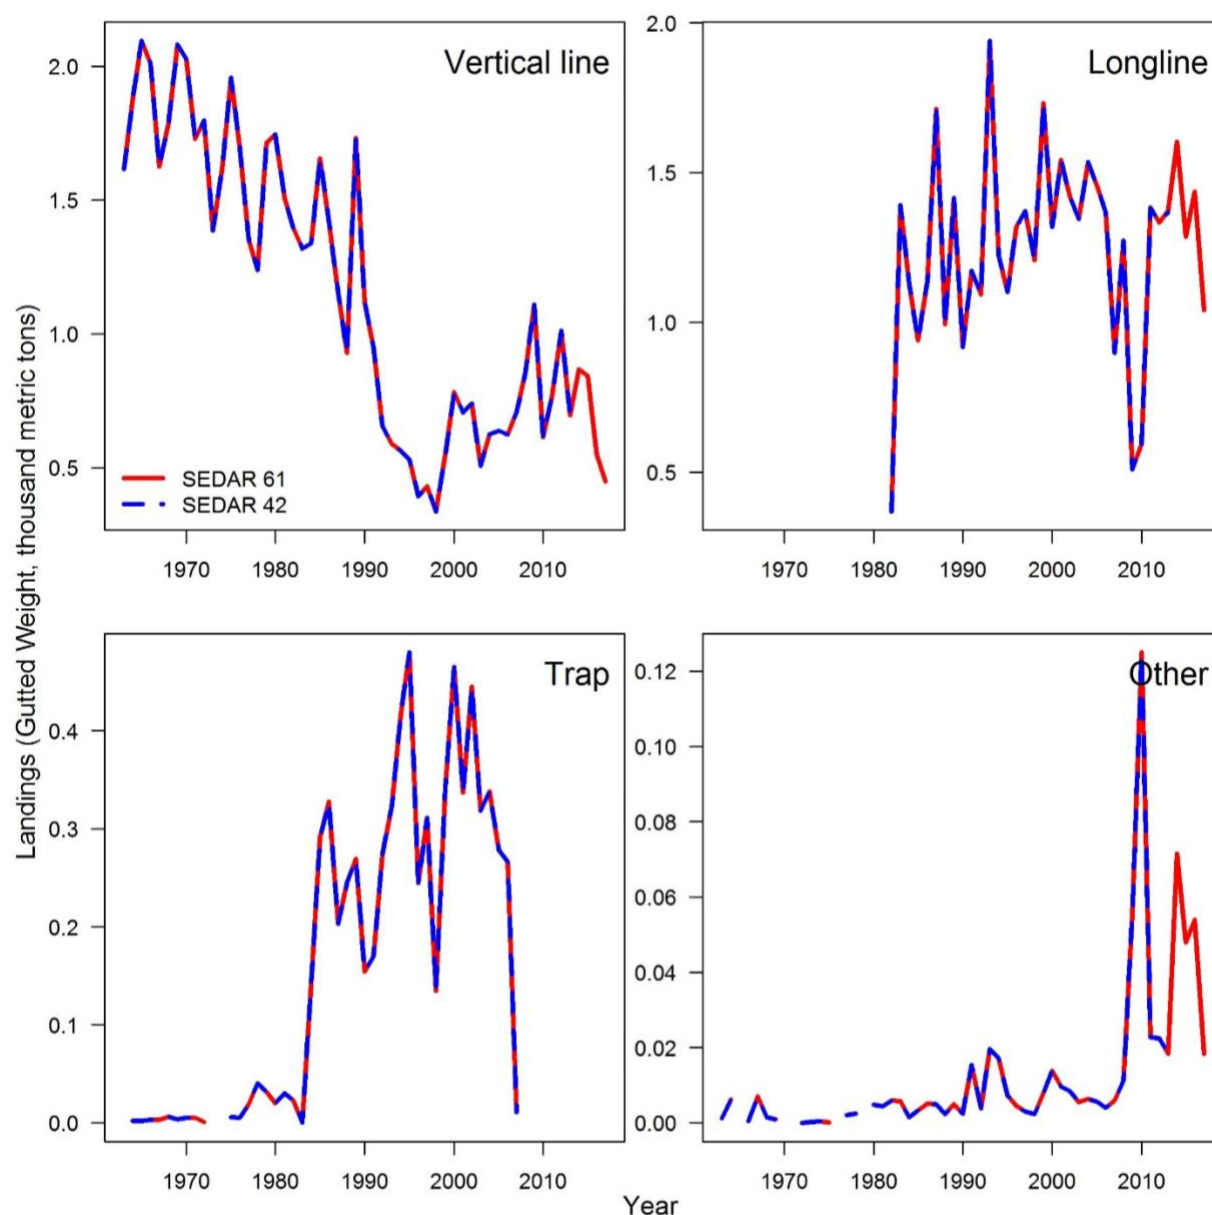 Vertical line
2.0
1.5
1.0
0.5
SEDAR 61
SEDAR 42
1970 1980 1990 2000 2010
Longline
2.0
1.5
1.0
0.5
1970 1980 1990 2000 2010
Landings (Gutted Weight, thousand metric tons)
Trap
0.4
0.3
0.2
0.1
0.0
1970 1980 1990 2000 2010
Other
0.12
0.10
0.08
0.06
0.04
0.02
0.00
1970 1980 1990 2000 2010
Year